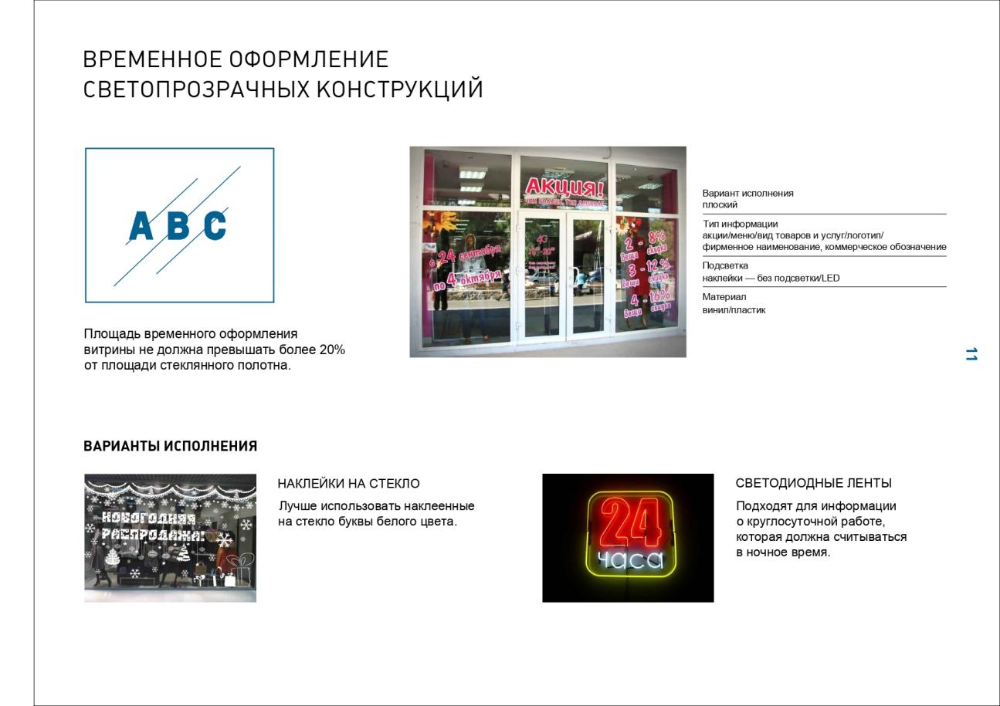 ВРЕМЕННОЕ ОФОРМЛЕНИЕ
СВЕТОПРОЗРАЧНЫХ КОНСТРУКЦИЙ
A B C
Площадь временного оформления
витрины не должна превышать более 20%
от площади стеклянного полотна.
АКЦИЯ!
с 24 сентября
по 4 октября
2 - 8%
вещи скидка
3 - 12%
вещи скидка
4 - 16%
вещи скидка
Вариант исполнения
плоский
Тип информации
акции/меню/вид товаров и услуг/логотип/
фирменное наименование, коммерческое обозначение
Подсветка
наклейки — без подсветки/LED
Материал
винил/пластик
11
ВАРИАНТЫ ИСПОЛНЕНИЯ
НОВОГОДНЯЯ
РАСПРОДАЖА!
НАКЛЕЙКИ НА СТЕКЛО
Лучше использовать наклеенные
на стекло буквы белого цвета.
24
часа
СВЕТОДИОДНЫЕ ЛЕНТЫ
Подходят для информации
о круглосуточной работе,
которая должна считываться
в ночное время.